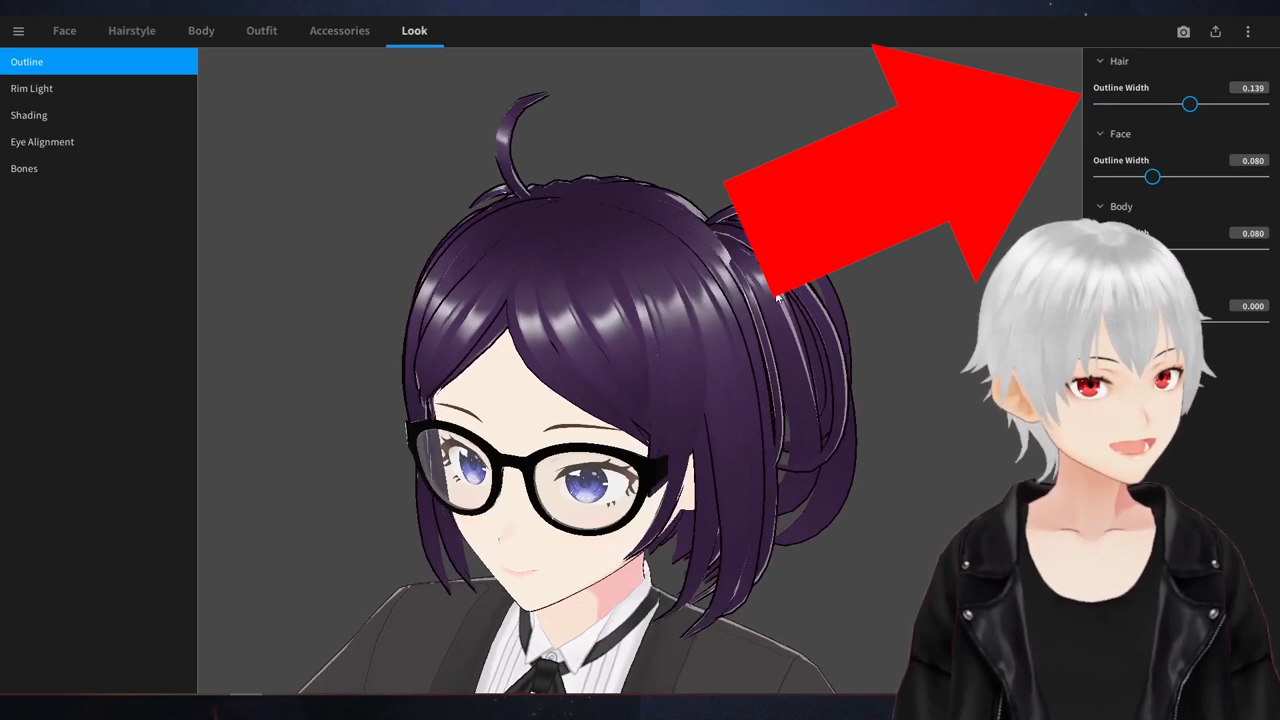 Face Hairstyle Body Outfit Accessories Look
Outline
Rim Light
Shading
Eye Alignment
Bones
Hair
Outline Width 0.139
Face
Outline Width 0.080
Body
0.080
0.000